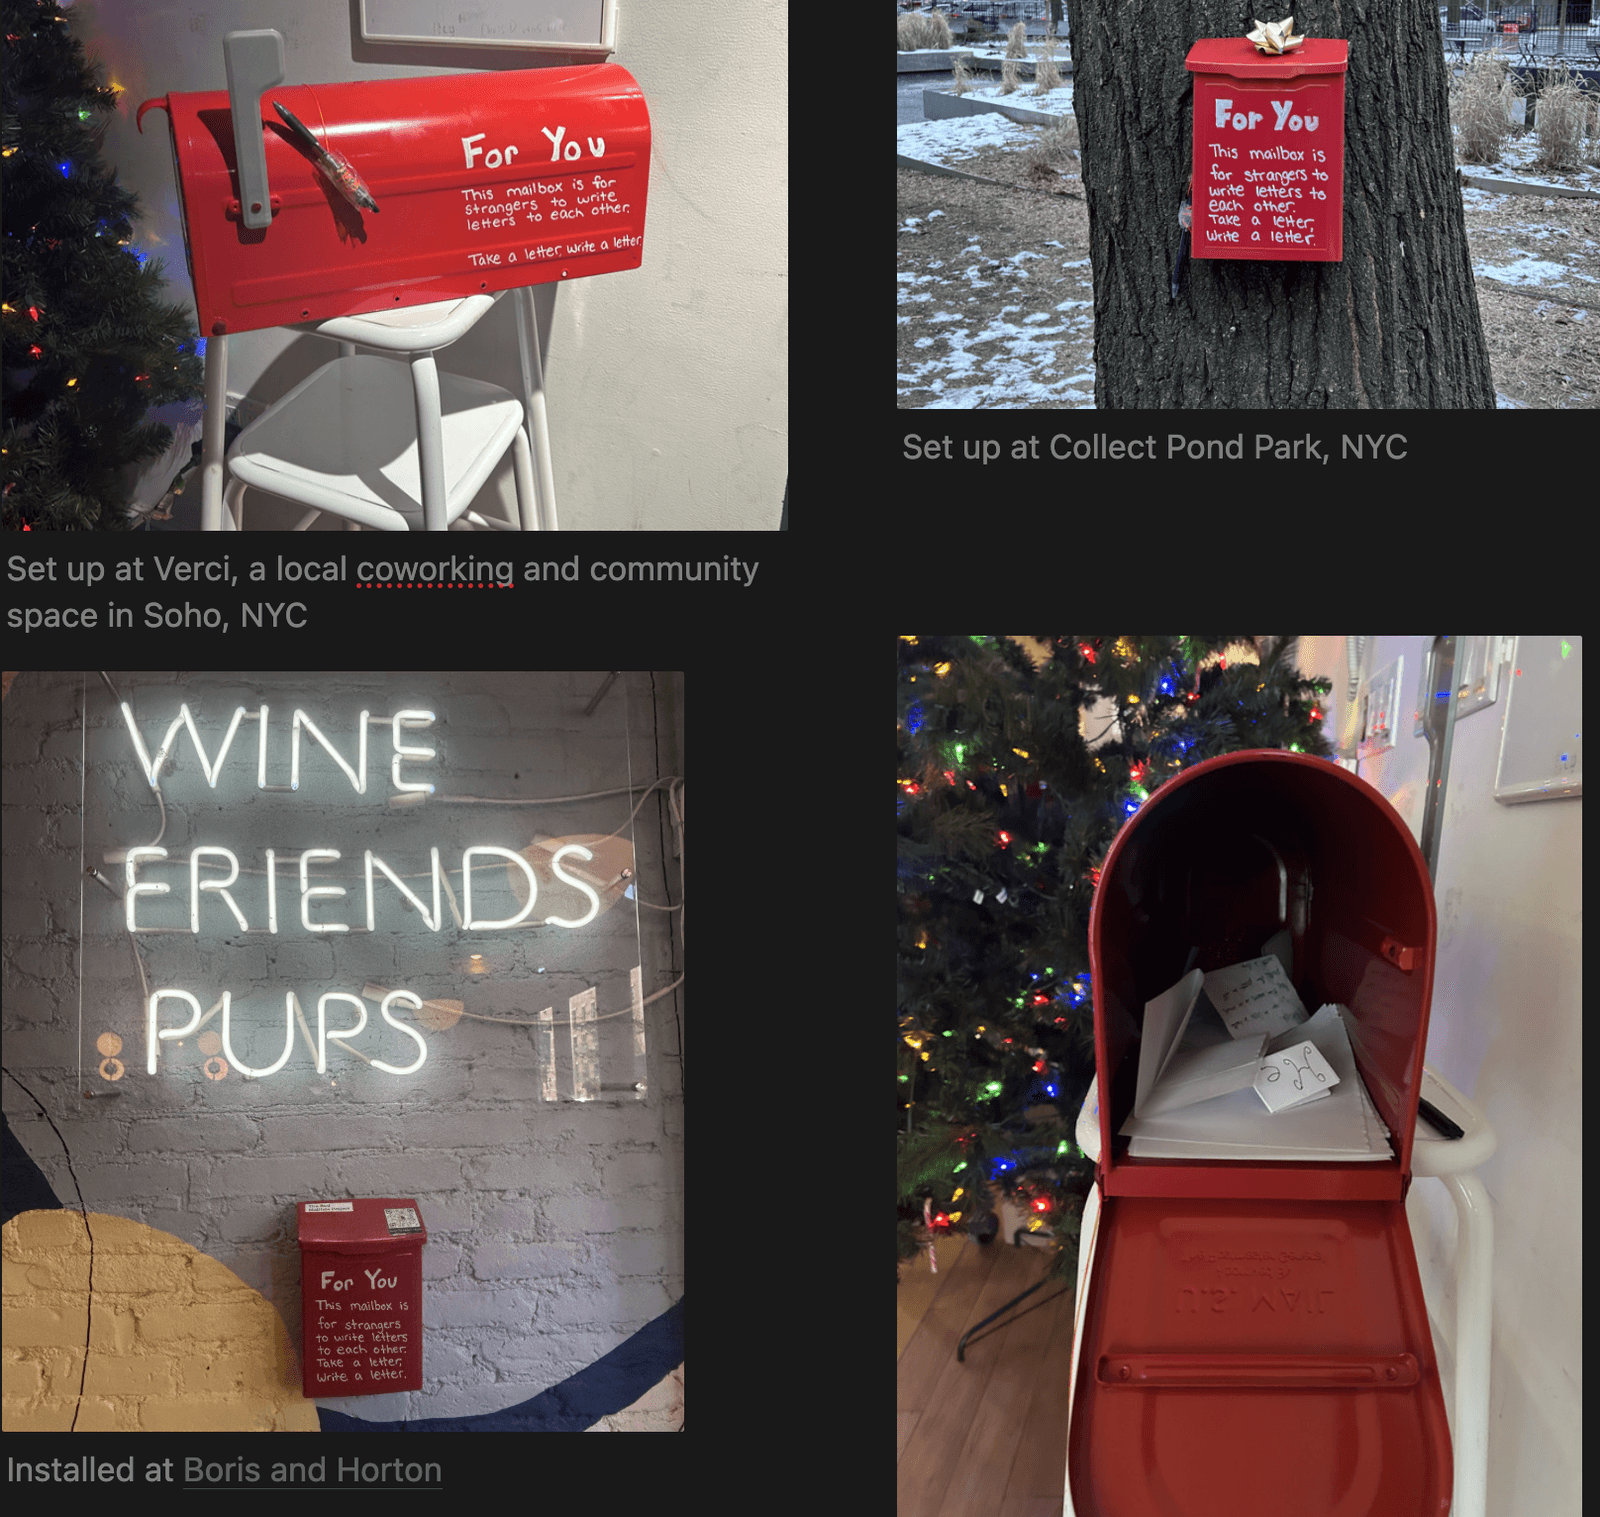 For You
This mailbox is for
strangers to write
letters to each other.
Take a letter, write a letter.
Set up at Verci, a local coworking and community
space in Soho, NYC
For You
This mailbox is
for strangers to
write letters to
each other.
Take a letter,
write a letter.
Set up at Collect Pond Park, NYC
WINE
FRIENDS
PUPS
For You
This mailbox is
for strangers
to write letters
to each other.
Take a letter,
write a letter.
Installed at Boris and Horton
U.S. MAIL